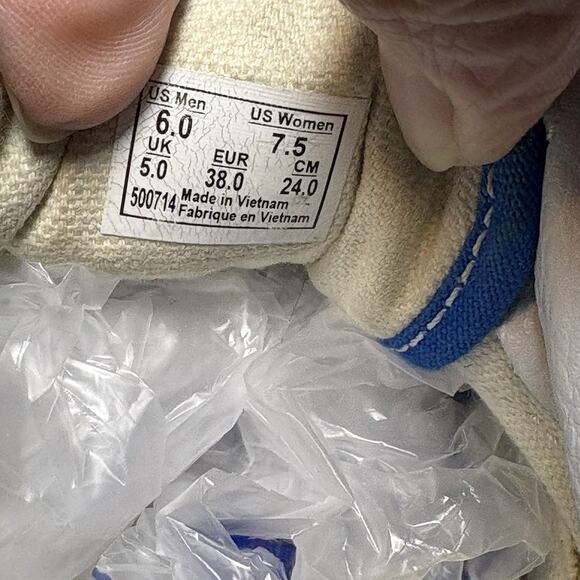 US Men US Women
6.0 7.5
UK EUR CM
5.0 38.0 24.0
500714 Made in Vietnam
Fabrique en Vietnam